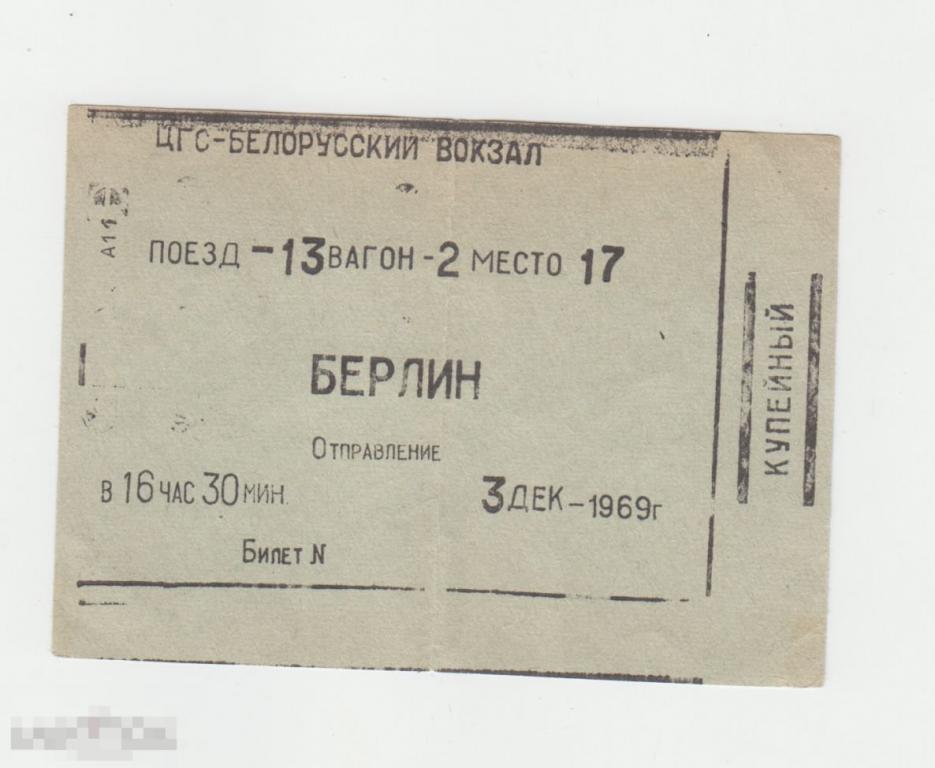 ЦГС-БЕЛОРУССКИЙ ВОКЗАЛ
А11
ПОЕЗД -13 ВАГОН -2 МЕСТО 17
БЕРЛИН
ОТПРАВЛЕНИЕ
В 16 ЧАС 30 МИН. 3 ДЕК -1969г
БИЛЕТ N
КУПЕЙНЫЙ